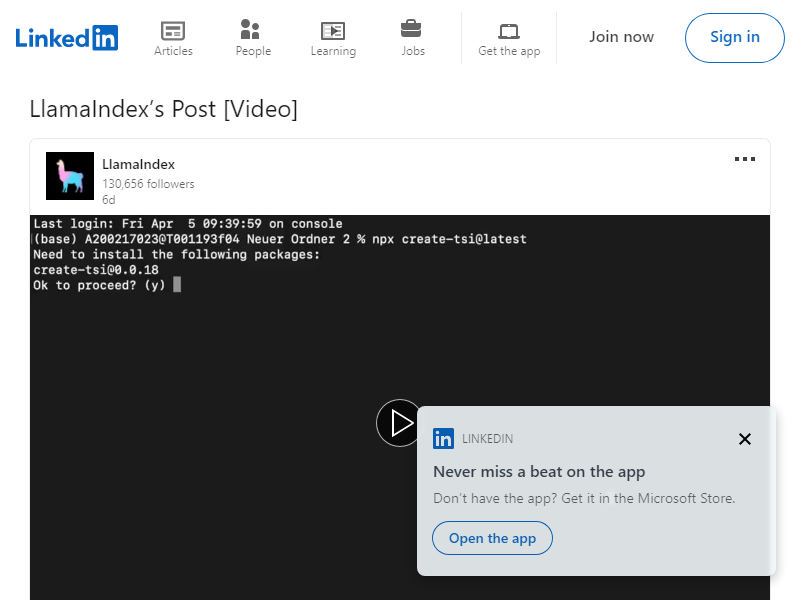 LinkedIn
Articles
People
Learning
Jobs
Get the app
Join now
Sign in
LlamaIndex’s Post [Video]
LlamaIndex
130,656 followers
6d
Last login: Fri Apr  5 09:39:59 on console
(base) A200217023@T001193f04 Neuer Ordner 2 % npx create-tsi@latest
Need to install the following packages:
create-tsi@0.0.18
Ok to proceed? (y)
in LINKEDIN
Never miss a beat on the app
Don’t have the app? Get it in the Microsoft Store.
Open the app